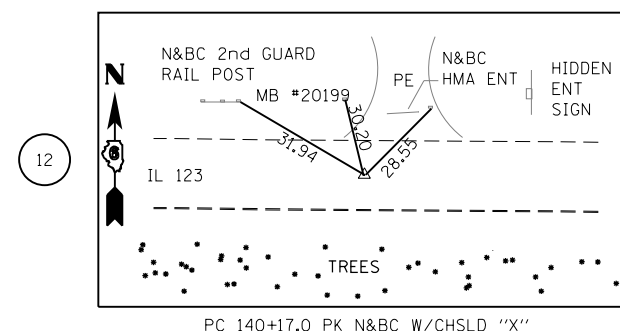 N&BC 2nd GUARD
RAIL POST
N
MB #20199
PE
N&BC
HMA ENT
HIDDEN
ENT
SIGN
12
6
IL 123
31.94
30.20
28.55
TREES
PC 140+17.0 PK N&BC W/CHSLD "X"